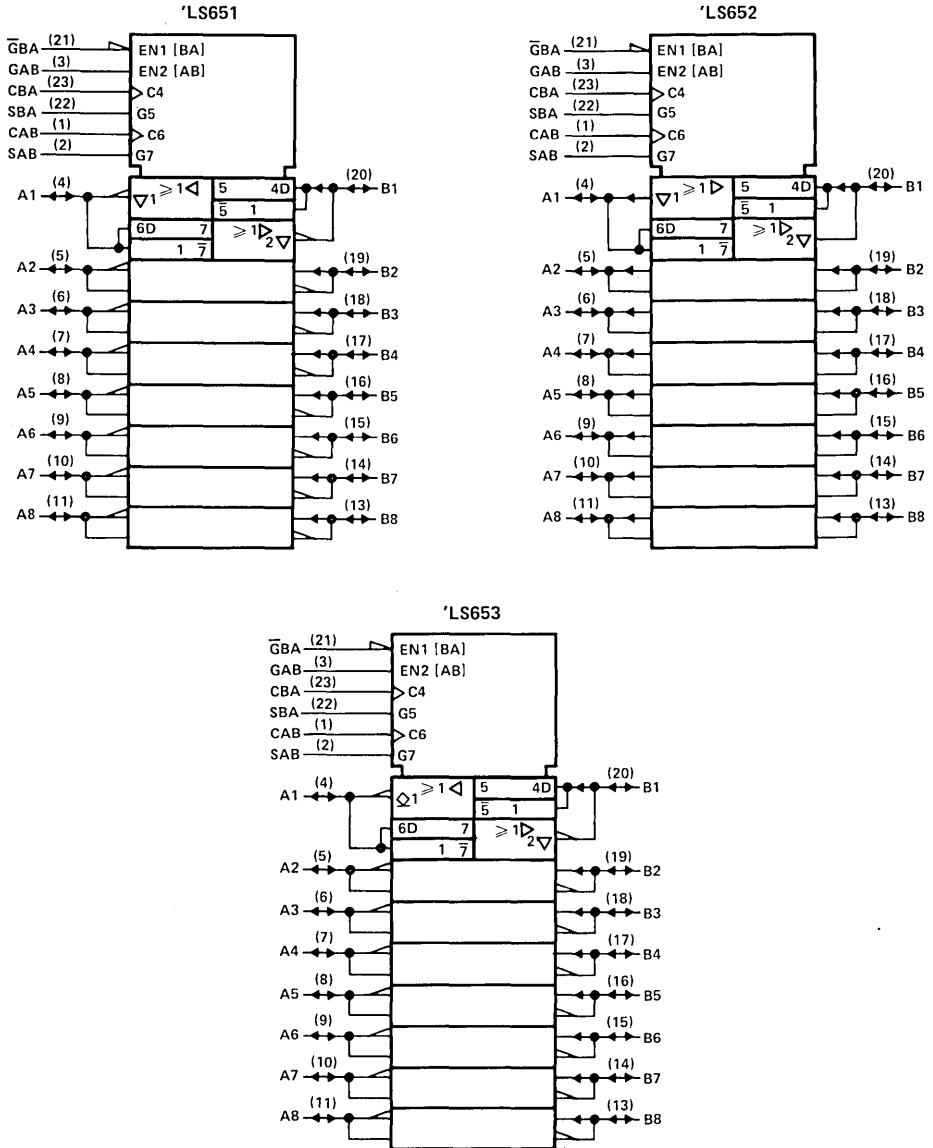 'LS651
G̅BA (21) EN1 [BA]
GAB (3) EN2 [AB]
CBA (23) C4
SBA (22) G5
CAB (1) C6
SAB (2) G7
A1 (4) ▽1 ≥1 ◁ 5 4D (20) B1
5̅ 1
6D 7 ≥1 ▷ 2 ▽
1 7̅
A2 (5) (19) B2
A3 (6) (18) B3
A4 (7) (17) B4
A5 (8) (16) B5
A6 (9) (15) B6
A7 (10) (14) B7
A8 (11) (13) B8
'LS652
G̅BA (21) EN1 [BA]
GAB (3) EN2 [AB]
CBA (23) C4
SBA (22) G5
CAB (1) C6
SAB (2) G7
A1 (4) ▽1 ≥1 ▷ 5 4D (20) B1
5̅ 1
6D 7 ≥1 ▷ 2 ▽
1 7̅
A2 (5) (19) B2
A3 (6) (18) B3
A4 (7) (17) B4
A5 (8) (16) B5
A6 (9) (15) B6
A7 (10) (14) B7
A8 (11) (13) B8
'LS653
G̅BA (21) EN1 [BA]
GAB (3) EN2 [AB]
CBA (23) C4
SBA (22) G5
CAB (1) C6
SAB (2) G7
A1 (4) ◇1 ≥1 ◁ 5 4D (20) B1
5̅ 1
6D 7 ≥1 ▷ 2 ▽
1 7̅
A2 (5) (19) B2
A3 (6) (18) B3
A4 (7) (17) B4
A5 (8) (16) B5
A6 (9) (15) B6
A7 (10) (14) B7
A8 (11) (13) B8